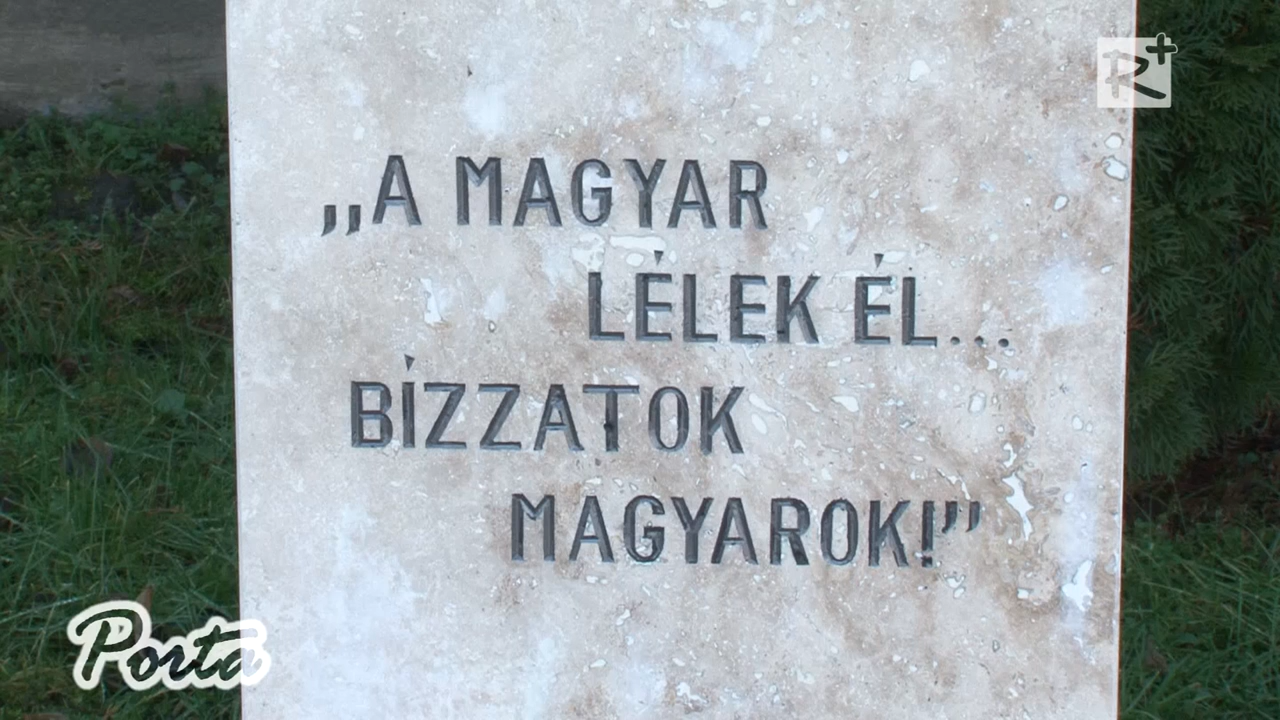 R+
„A MAGYAR
LÉLEK ÉL...
BÍZZATOK
MAGYAROK!”
Porta